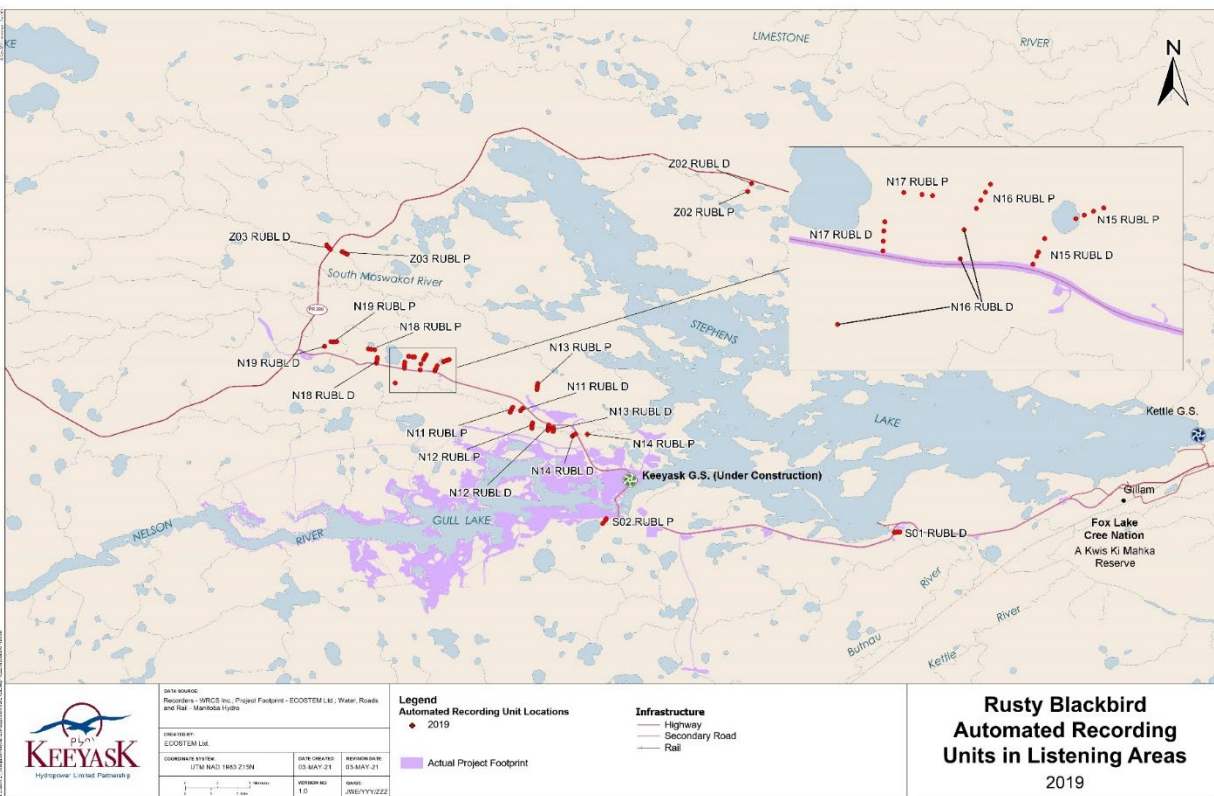 LIMESTONE
RIVER
N
Z02 RUBL D
Z02 RUBL P
N17 RUBL P
N16 RUBL P
N15 RUBL P
N17 RUBL D
N15 RUBL D
N16 RUBL D
Z03 RUBL D
Z03 RUBL P
South Moswakot River
N19 RUBL P
N18 RUBL P
N19 RUBL D
N18 RUBL D
N13 RUBL P
STEPHENS
LAKE
N11 RUBL D
N13 RUBL D
N11 RUBL P
N12 RUBL P
N14 RUBL P
N14 RUBL D
N12 RUBL D
Kettle G.S.
Keeyask G.S. (Under Construction)
Gillam
NELSON
RIVER
GULL LAKE
S02 RUBL P
S01 RUBL D
Fox Lake
Cree Nation
A Kwis Ki Mahka
Reserve
Butnau
River
Kettle
River
KEEYASK
Hydropower Limited Partnership
DATA SOURCE:
Recorders - WRCS Inc.; Project Footprint - ECOSTEM Ltd.; Water, Roads
and Rail - Manitoba Hydro
CREATED BY:
ECOSTEM Ltd.
COORDINATE SYSTEM:
UTM NAD 1983 Z15N
DATE CREATED:
03-MAY-21
REVISION DATE:
03-MAY-21
VERSION NO:
1.0
Legend
Automated Recording Unit Locations
2019
Actual Project Footprint
Infrastructure
Highway
Secondary Road
Rail
Rusty Blackbird
Automated Recording
Units in Listening Areas
2019